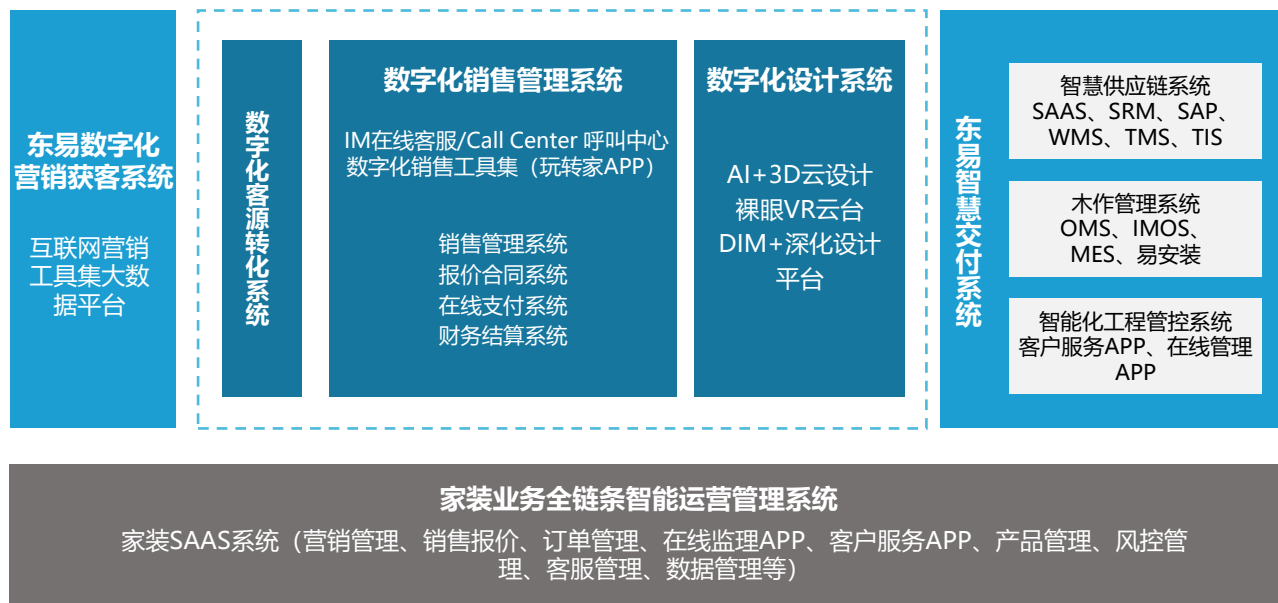 东易数字化
营销获客系统
互联网营销
工具集大数
据平台
数字化客源转化系统
数字化销售管理系统
IM在线客服/Call Center 呼叫中心
数字化销售工具集（玩转家APP）
销售管理系统
报价合同系统
在线支付系统
财务结算系统
数字化设计系统
AI+3D云设计
裸眼VR云台
DIM+深化设计
平台
东易智慧交付系统
智慧供应链系统
SAAS、SRM、SAP、
WMS、TMS、TIS
木作管理系统
OMS、IMOS、
MES、易安装
智能化工程管控系统
客户服务APP、在线管理
APP
家装业务全链条智能运营管理系统
家装SAAS系统（营销管理、销售报价、订单管理、在线监理APP、客户服务APP、产品管理、风控管
理、客服管理、数据管理等）